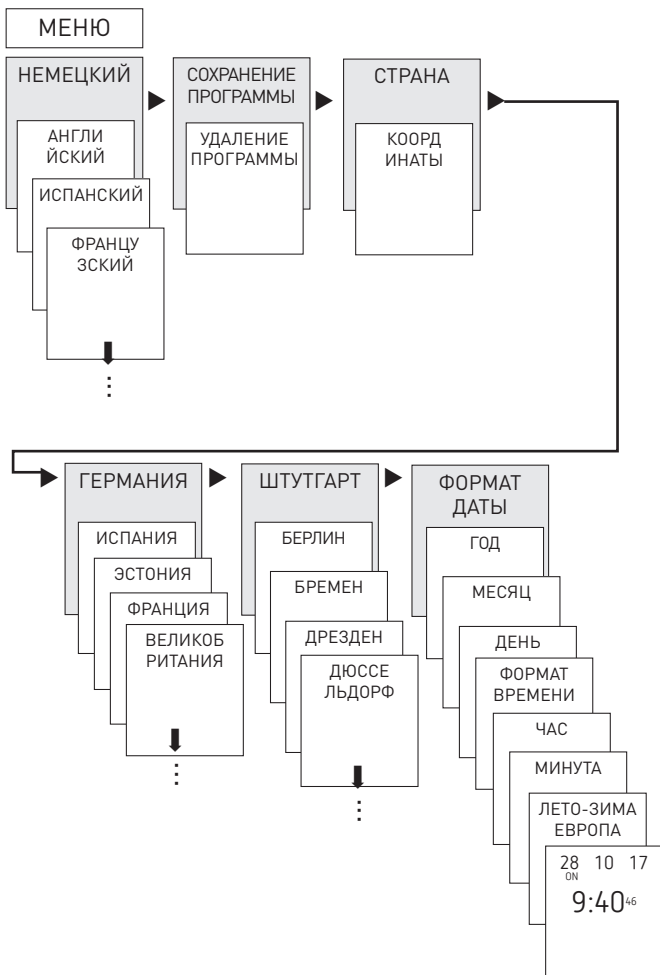 МЕНЮ
НЕМЕЦКИЙ
АНГЛИ
ЙСКИЙ
ИСПАНСКИЙ
ФРАНЦУ
ЗСКИЙ
СОХРАНЕНИЕ
ПРОГРАММЫ
УДАЛЕНИЕ
ПРОГРАММЫ
СТРАНА
КООРД
ИНАТЫ
ГЕРМАНИЯ
ИСПАНИЯ
ЭСТОНИЯ
ФРАНЦИЯ
ВЕЛИКОБ
РИТАНИЯ
ШТУТГАРТ
БЕРЛИН
БРЕМЕН
ДРЕЗДЕН
ДЮССЕ
ЛЬДОРФ
ФОРМАТ
ДАТЫ
ГОД
МЕСЯЦ
ДЕНЬ
ФОРМАТ
ВРЕМЕНИ
ЧАС
МИНУТА
ЛЕТО-ЗИМА
ЕВРОПА
28 10 17
ON
9:40 46